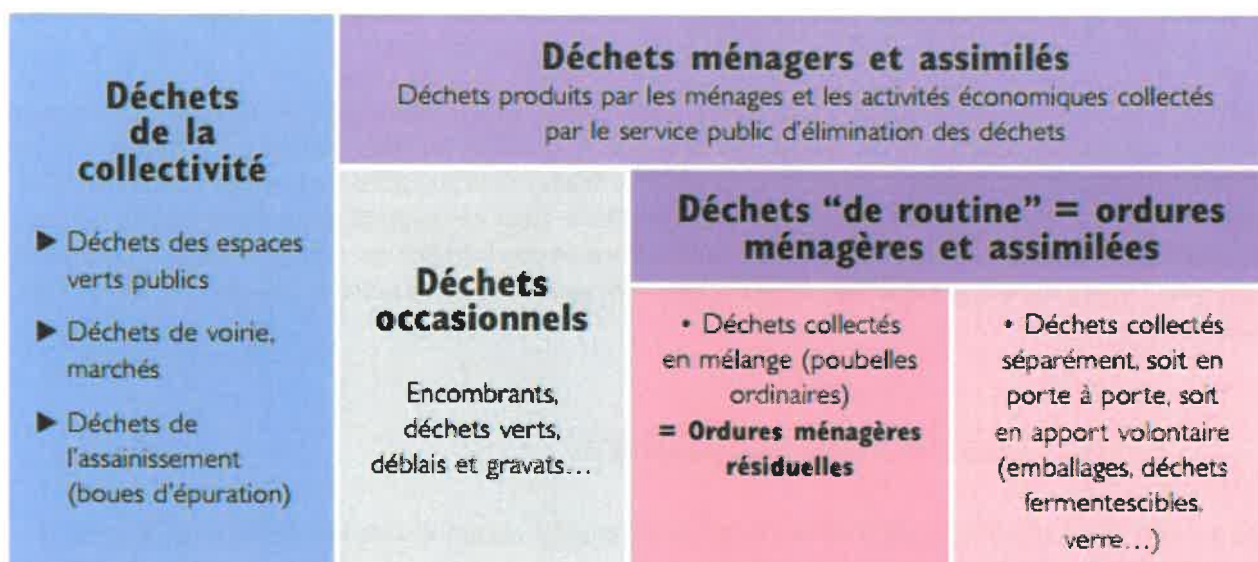 Déchets
de la
collectivité
▶ Déchets des espaces
verts publics
▶ Déchets de voirie,
marchés
▶ Déchets de
l'assainissement
(boues d'épuration)
Déchets ménagers et assimilés
Déchets produits par les ménages et les activités économiques collectés
par le service public d'élimination des déchets
Déchets
occasionnels
Encombrants,
déchets verts,
déblais et gravats…
Déchets “de routine” = ordures
ménagères et assimilées
• Déchets collectés
en mélange (poubelles
ordinaires)
= Ordures ménagères
résiduelles
• Déchets collectés
séparément, soit en
porte à porte, soit
en apport volontaire
(emballages, déchets
fermentescibles,
verre…)